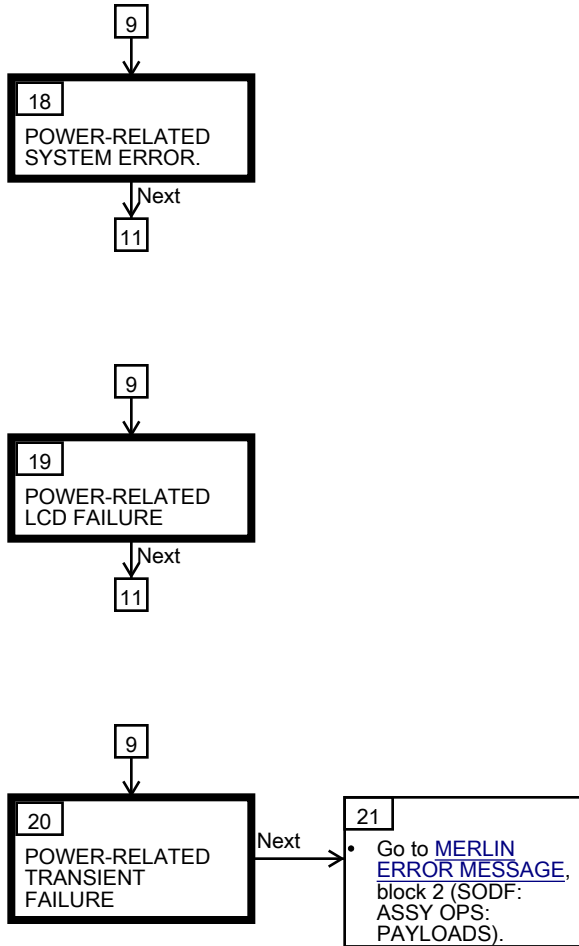 9
18
POWER-RELATED
SYSTEM ERROR.
Next
11
9
19
POWER-RELATED
LCD FAILURE
Next
11
9
20
POWER-RELATED
TRANSIENT
FAILURE
Next
21
• Go to MERLIN
ERROR MESSAGE,
block 2 (SODF:
ASSY OPS:
PAYLOADS).